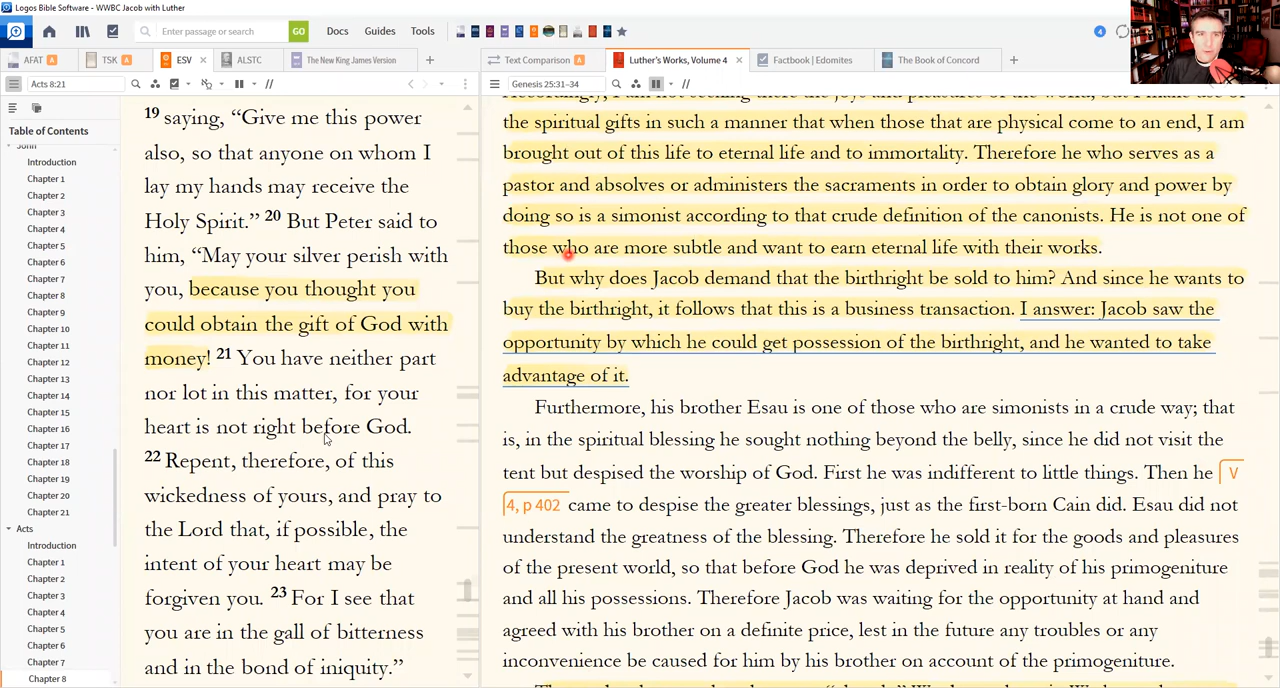 Logos Bible Software - WWBC Jacob with Luther
Enter passage or search
GO
Docs
Guides
Tools
4
AFAT A
TSK A
ESV
ALSTC
The New King James Version
Text Comparison A
Luther's Works, Volume 4
Factbook | Edomites
The Book of Concord
Acts 8:21
Genesis 25:31–34
Table of Contents
John
Introduction
Chapter 1
Chapter 2
Chapter 3
Chapter 4
Chapter 5
Chapter 6
Chapter 7
Chapter 8
Chapter 9
Chapter 10
Chapter 11
Chapter 12
Chapter 13
Chapter 14
Chapter 15
Chapter 16
Chapter 17
Chapter 18
Chapter 19
Chapter 20
Chapter 21
Acts
Introduction
Chapter 1
Chapter 2
Chapter 3
Chapter 4
Chapter 5
Chapter 6
Chapter 7
Chapter 8
19 saying, “Give me this power
also, so that anyone on whom I
lay my hands may receive the
Holy Spirit.” 20 But Peter said to
him, “May your silver perish with
you, because you thought you
could obtain the gift of God with
money! 21 You have neither part
nor lot in this matter, for your
heart is not right before God.
22 Repent, therefore, of this
wickedness of yours, and pray to
the Lord that, if possible, the
intent of your heart may be
forgiven you. 23 For I see that
you are in the gall of bitterness
and in the bond of iniquity.”
the spiritual gifts in such a manner that when those that are physical come to an end, I am
brought out of this life to eternal life and to immortality. Therefore he who serves as a
pastor and absolves or administers the sacraments in order to obtain glory and power by
doing so is a simonist according to that crude definition of the canonists. He is not one of
those who are more subtle and want to earn eternal life with their works.
But why does Jacob demand that the birthright be sold to him? And since he wants to
buy the birthright, it follows that this is a business transaction. I answer: Jacob saw the
opportunity by which he could get possession of the birthright, and he wanted to take
advantage of it.
Furthermore, his brother Esau is one of those who are simonists in a crude way; that
is, in the spiritual blessing he sought nothing beyond the belly, since he did not visit the
tent but despised the worship of God. First he was indifferent to little things. Then he V
4, p 402 came to despise the greater blessings, just as the first-born Cain did. Esau did not
understand the greatness of the blessing. Therefore he sold it for the goods and pleasures
of the present world, so that before God he was deprived in reality of his primogeniture
and all his possessions. Therefore Jacob was waiting for the opportunity at hand and
agreed with his brother on a definite price, lest in the future any troubles or any
inconvenience be caused for him by his brother on account of the primogeniture.